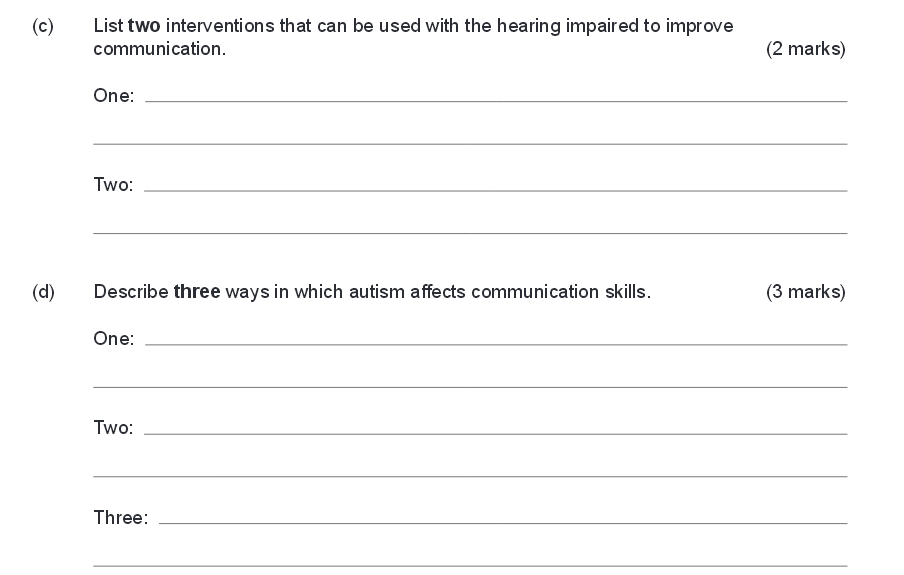 (c) List two interventions that can be used with the hearing impaired to improve
communication. (2 marks)
One:
Two:
(d) Describe three ways in which autism affects communication skills. (3 marks)
One:
Two:
Three: